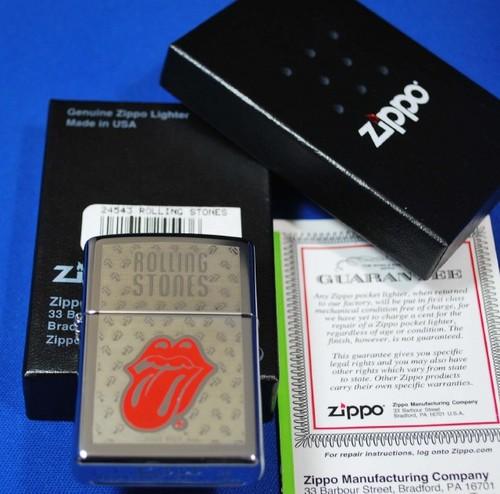 Genuine Zippo Lighter
Made in USA
zippo
24543 ROLLING STONES
ROLLING
STONES
Zi
Zipp
33 B
Brad
Zippo
GUARANTEE
Any Zippo pocket lighter, when returned
to our factory, will be put in first class
mechanical condition free of charge, for
we have yet to charge a cent for the
repair of a Zippo pocket lighter,
regardless of age or condition. The
finish, however, is not guaranteed.
This guarantee gives you specific
legal rights and you may also have
other rights which vary from state
to state. Other Zippo products
carry their own specific warranties.
zippo
Zippo Manufacturing Company
33 Barbour Street
Bradford, PA 16701 U.S.A.
For repair instructions, log onto Zippo.com
Zippo Manufacturing Company
33 Barbour Street, Bradford, PA 16701